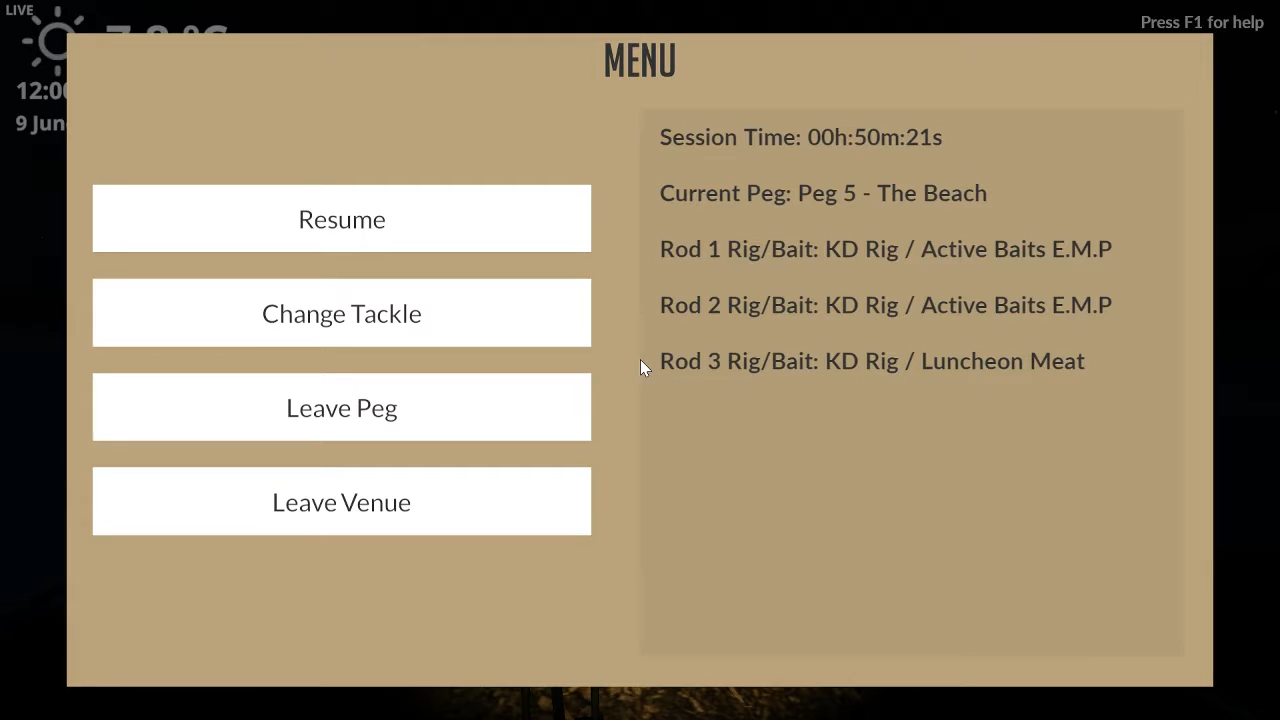 LIVE
Press F1 for help
7.8 °C
12:00
9 Jun
MENU
Resume
Change Tackle
Leave Peg
Leave Venue
Session Time: 00h:50m:21s
Current Peg: Peg 5 - The Beach
Rod 1 Rig/Bait: KD Rig / Active Baits E.M.P
Rod 2 Rig/Bait: KD Rig / Active Baits E.M.P
Rod 3 Rig/Bait: KD Rig / Luncheon Meat